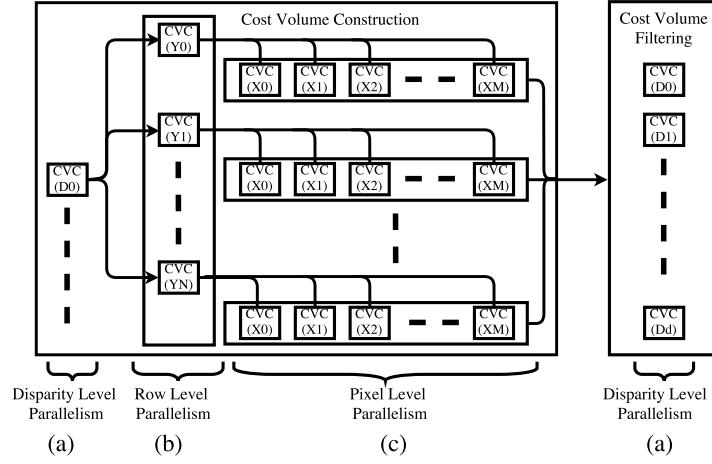 Cost Volume Construction
Cost Volume
Filtering
CVC
(D0)
CVC
(Y0)
CVC
(X0)
CVC
(X1)
CVC
(X2)
CVC
(XM)
CVC
(Y1)
CVC
(X0)
CVC
(X1)
CVC
(X2)
CVC
(XM)
CVC
(YN)
CVC
(X0)
CVC
(X1)
CVC
(X2)
CVC
(XM)
CVC
(D0)
CVC
(D1)
CVC
(Dd)
Disparity Level
Parallelism
(a)
Row Level
Parallelism
(b)
Pixel Level
Parallelism
(c)
Disparity Level
Parallelism
(a)